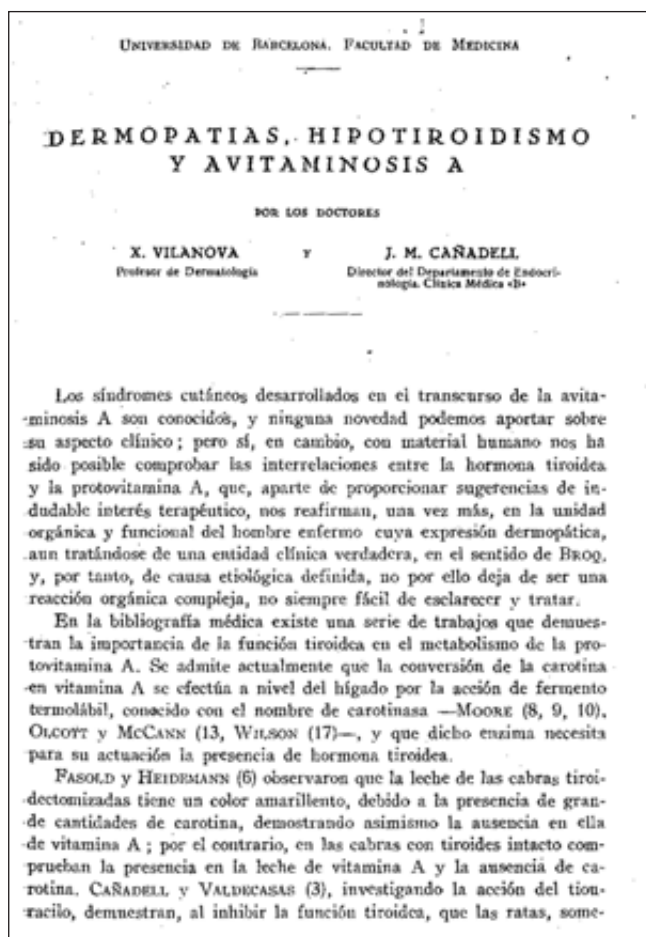 UNIVERSIDAD DE BARCELONA. FACULTAD DE MEDICINA
DERMOPATIAS, HIPOTIROIDISMO
Y AVITAMINOSIS A
POR LOS DOCTORES
X. VILANOVA Y J. M. CAÑADELL
Profesor de Dermatología
Director del Departamento de Endocri-
nología. Clínica Médica «B»
Los síndromes cutáneos desarrollados en el transcurso de la avita-
minosis A son conocidos, y ninguna novedad podemos aportar sobre
su aspecto clínico; pero sí, en cambio, con material humano nos ha
sido posible comprobar las interrelaciones entre la hormona tiroidea
y la protovitamina A, que, aparte de proporcionar sugerencias de in-
dudable interés terapéutico, nos reafirman, una vez más, en la unidad
orgánica y funcional del hombre enfermo cuya expresión dermopática,
aun tratándose de una entidad clínica verdadera, en el sentido de BROQ,
y, por tanto, de causa etiológica definida, no por ello deja de ser una
reacción orgánica compleja, no siempre fácil de esclarecer y tratar.
En la bibliografía médica existe una serie de trabajos que demues-
tran la importancia de la función tiroidea en el metabolismo de la pro-
tovitamina A. Se admite actualmente que la conversión de la carotina
en vitamina A se efectúa a nivel del hígado por la acción de fermento
termolábil, conocido con el nombre de carotinasa —MOORE (8, 9, 10),
OLCOTT y MCCANN (13, WILSON (17)—, y que dicho enzima necesita
para su actuación la presencia de hormona tiroidea.
FASOLD y HEIDEMANN (6) observaron que la leche de las cabras tiroi-
dectomizadas tiene un color amarillento, debido a la presencia de gran-
de cantidades de carotina, demostrando asimismo la ausencia en ella
de vitamina A; por el contrario, en las cabras con tiroides intacto com-
prueban la presencia en la leche de vitamina A y la ausencia de ca-
rotina. CAÑADELL y VALDECASAS (3), investigando la acción del tiou-
racilo, demuestran, al inhibir la función tiroidea, que las ratas, some-